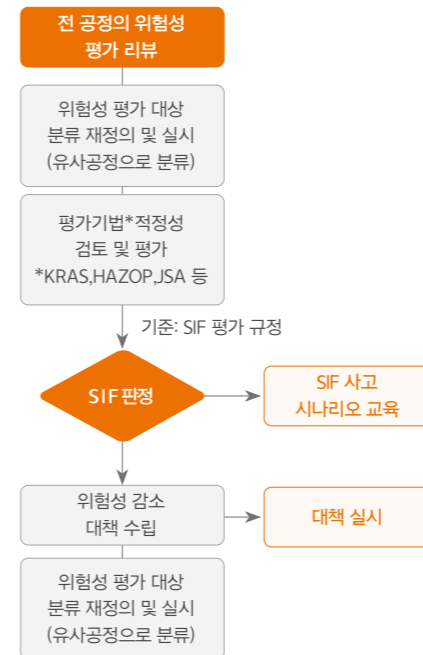 전 공정의 위험성
평가 리뷰
위험성 평가 대상
분류 재정의 및 실시
(유사공정으로 분류)
평가기법*적정성
검토 및 평가
*KRAS,HAZOP,JSA 등
기준: SIF 평가 규정
SIF 판정
SIF 사고
시나리오 교육
위험성 감소
대책 수립
대책 실시
위험성 평가 대상
분류 재정의 및 실시
(유사공정으로 분류)